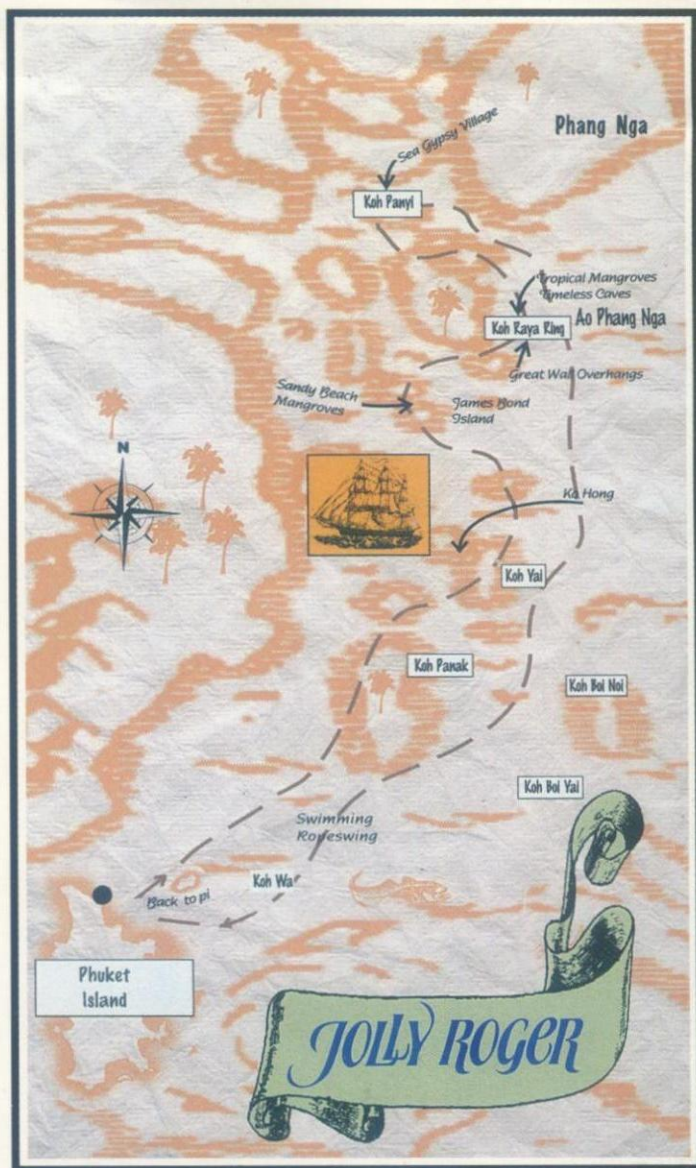 Phang Nga
Sea Gypsy Village
Koh Panyi
Tropical Mangroves
Timeless Caves
Koh Raya Ring
Ao Phang Nga
Great Wall Overhangs
Sandy Beach
Mangroves
James Bond
Island
N
Ko Hong
Koh Yai
Koh Panak
Koh Boi Noi
Koh Boi Yai
Swimming
Ropeswing
Koh Wa
Back to pi
Phuket
Island
JOLLY ROGER